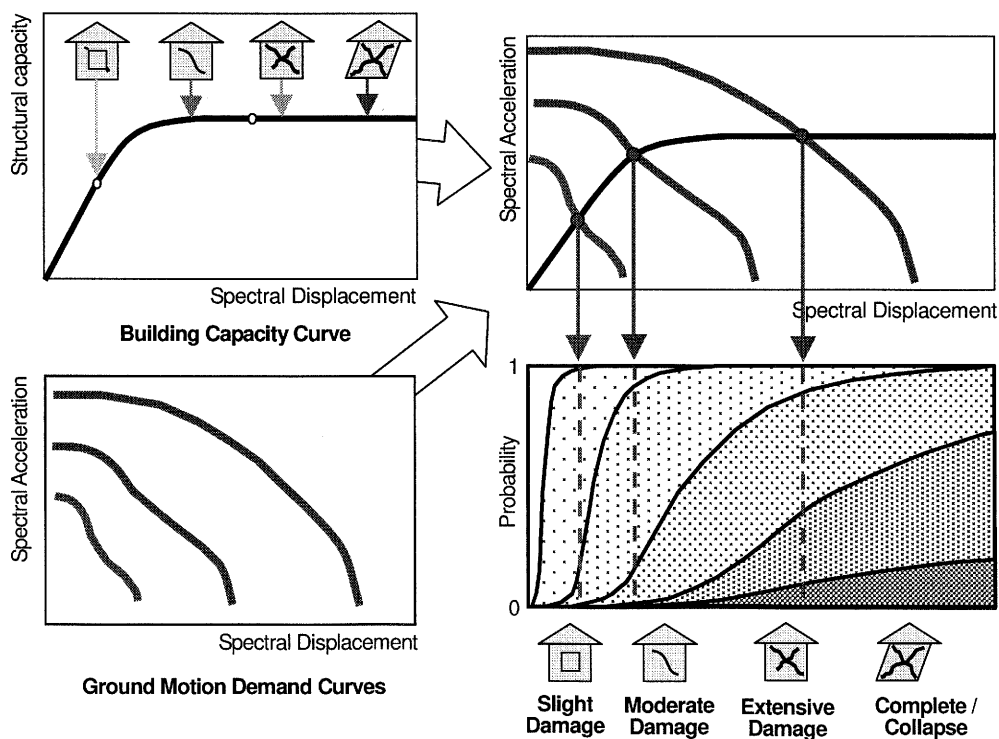 Structural capacity
Spectral Displacement
Building Capacity Curve
Spectral Acceleration
Spectral Displacement
Ground Motion Demand Curves
Spectral Acceleration
Spectral Displacement
1
Probability
0
Slight
Damage
Moderate
Damage
Extensive
Damage
Complete /
Collapse